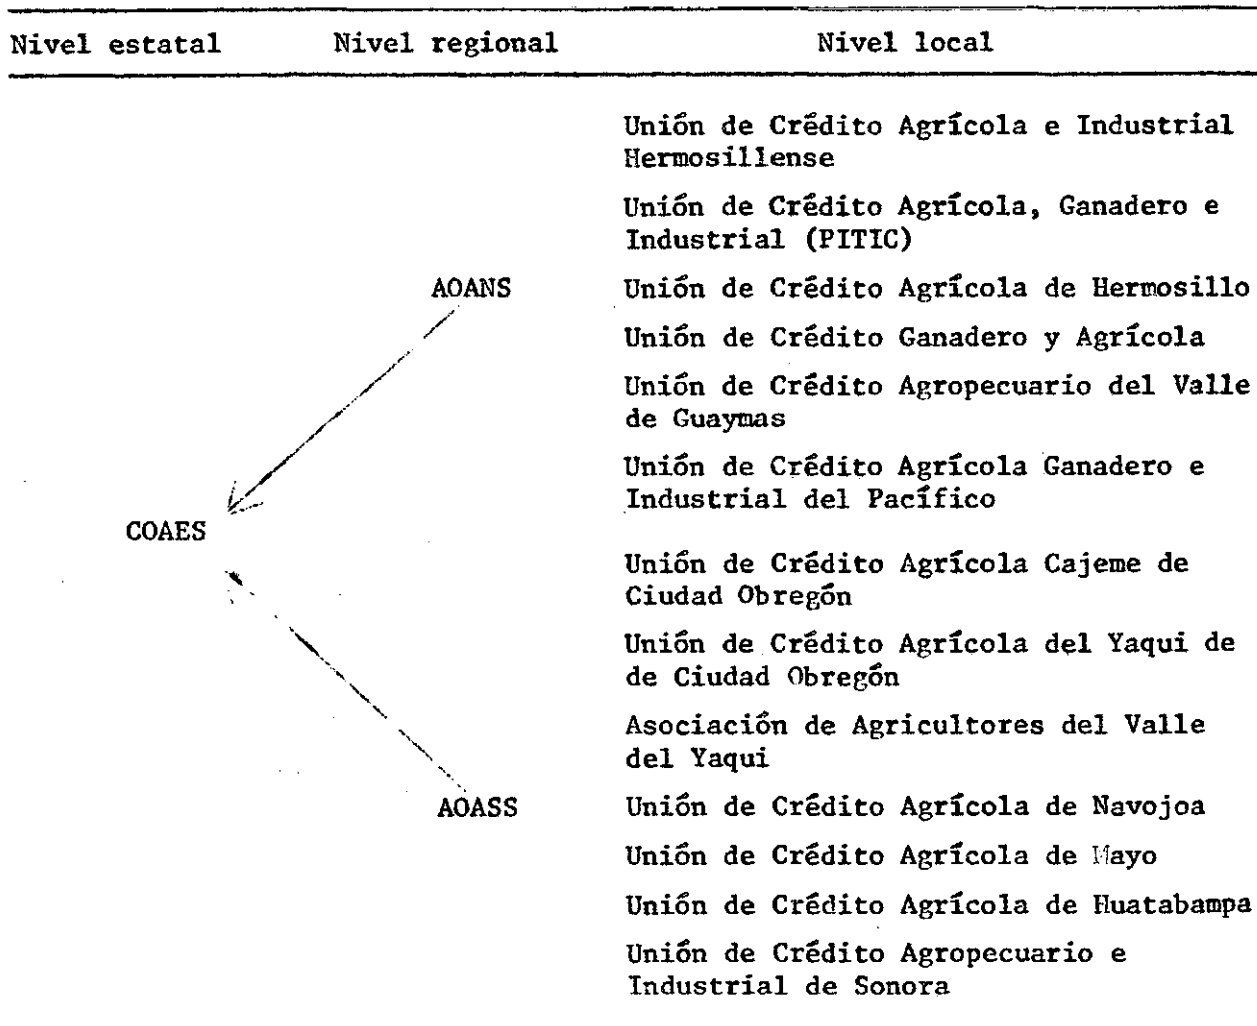 Nivel estatal Nivel regional Nivel local
Unión de Crédito Agrícola e Industrial
Hermosillense
Unión de Crédito Agrícola, Ganadero e
Industrial (PITIC)
AOANS Unión de Crédito Agrícola de Hermosillo
Unión de Crédito Ganadero y Agrícola
Unión de Crédito Agropecuario del Valle
de Guaymas
Unión de Crédito Agrícola Ganadero e
Industrial del Pacífico
COAES
Unión de Crédito Agrícola Cajeme de
Ciudad Obregón
Unión de Crédito Agrícola del Yaqui de
de Ciudad Obregón
Asociación de Agricultores del Valle
del Yaqui
AOASS Unión de Crédito Agrícola de Navojoa
Unión de Crédito Agrícola de Mayo
Unión de Crédito Agrícola de Huatabampa
Unión de Crédito Agropecuario e
Industrial de Sonora